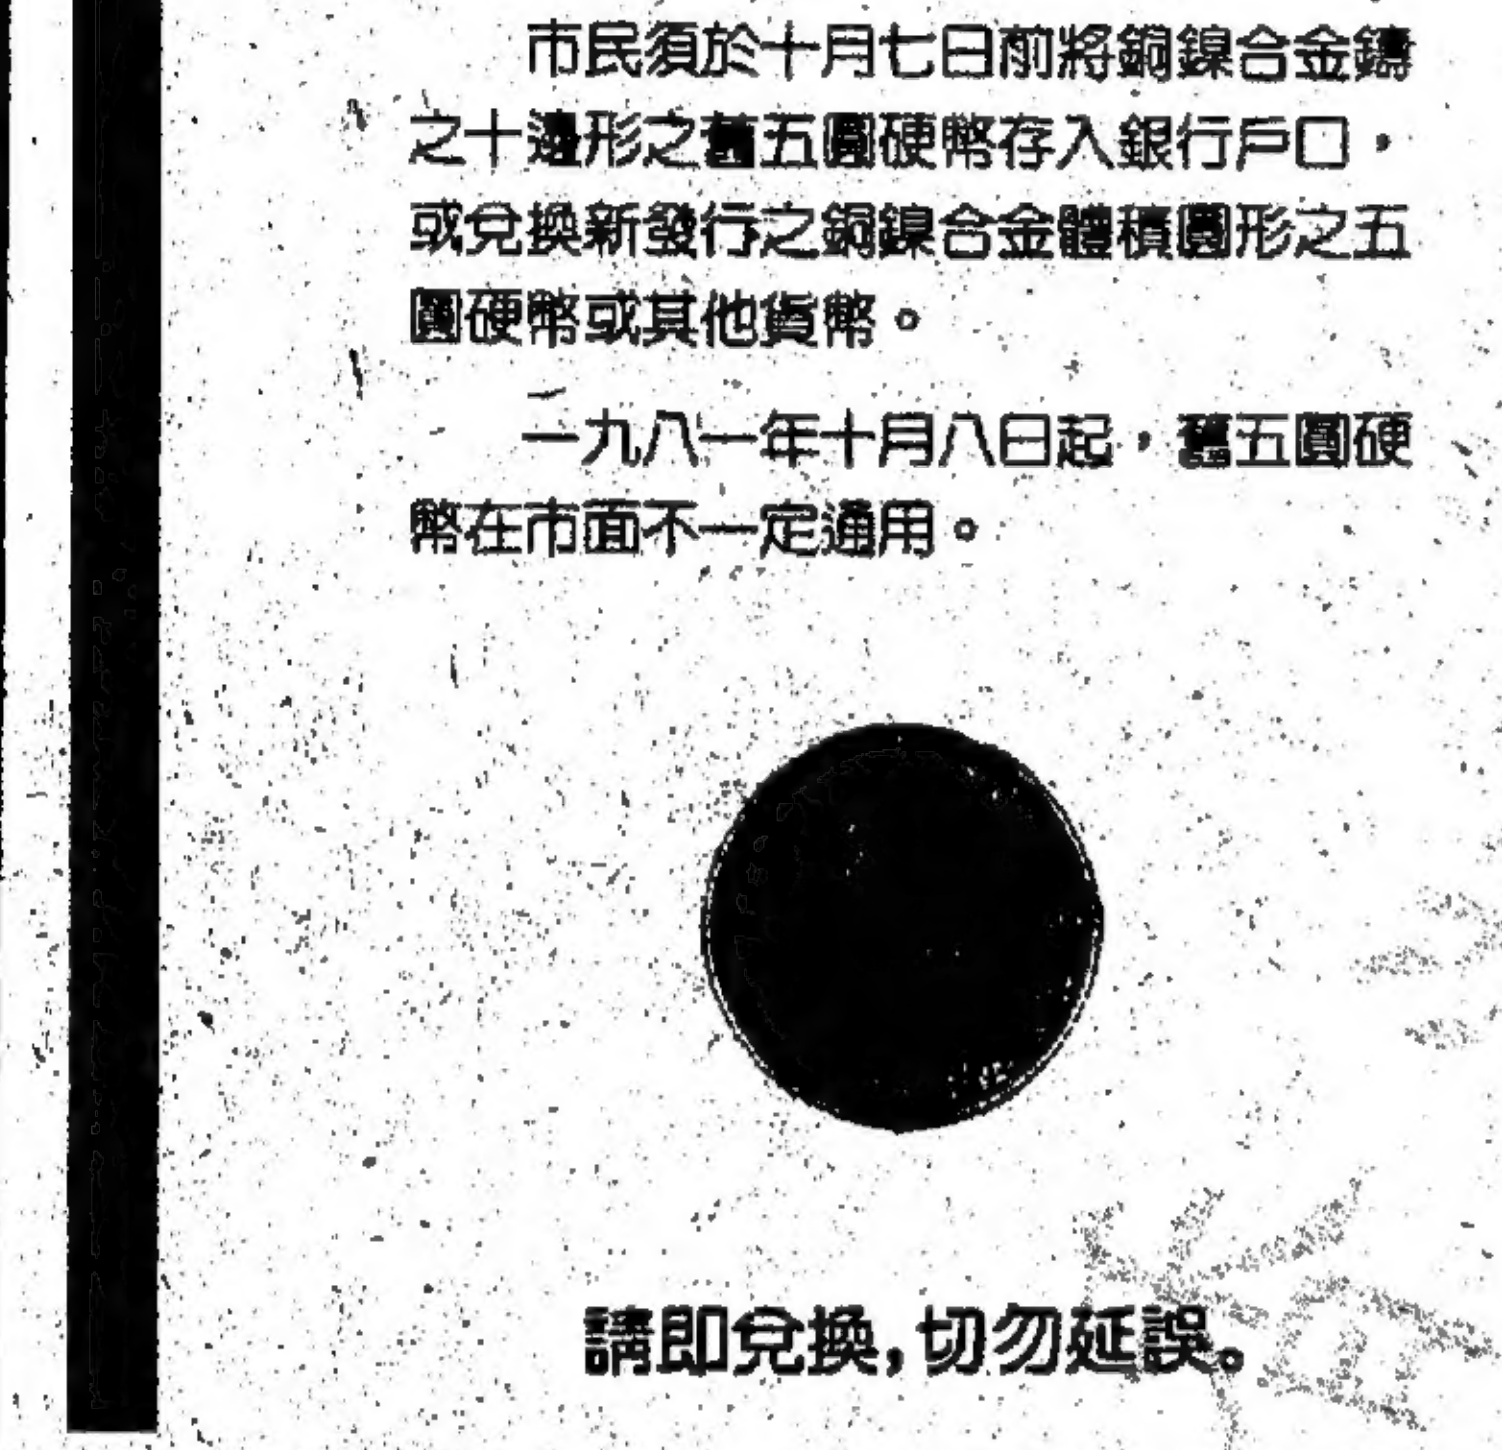 市民須於十月七日前將銅鎳合金鑄
之十邊形之舊五圓硬幣存入銀行戶口，
或兌換新發行之銅鎳合金體積圓形之五
圓硬幣或其他貨幣。
一九八一年十月八日起，舊五圓硬
幣在市面不一定通用。
請即兌換，切勿延誤。